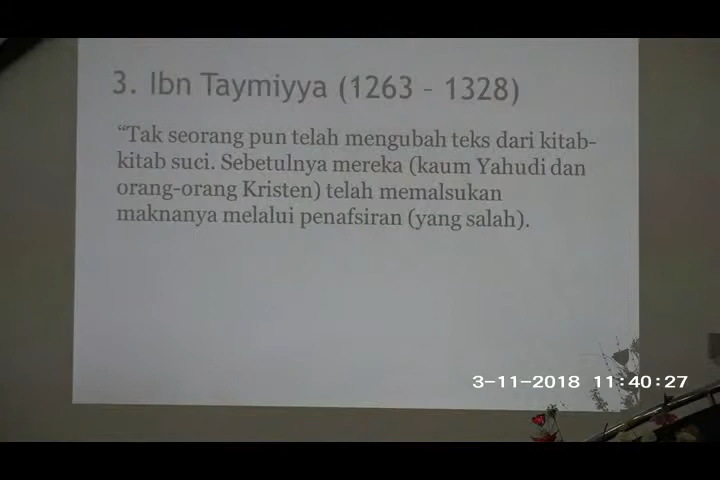 3. Ibn Taymiyya (1263 – 1328)
“Tak seorang pun telah mengubah teks dari kitab-
kitab suci. Sebetulnya mereka (kaum Yahudi dan
orang-orang Kristen) telah memalsukan
maknanya melalui penafsiran (yang salah).
3-11-2018 11:40:27